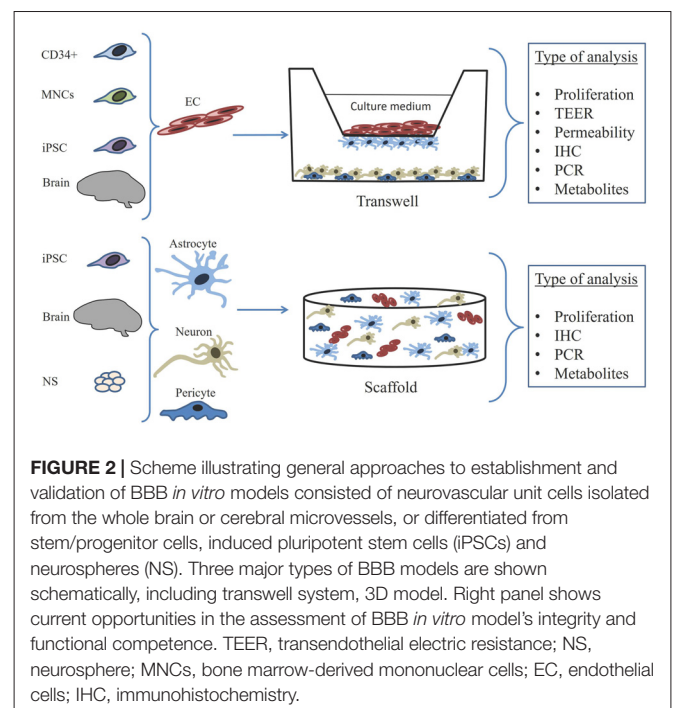 CD34+
MNCs
iPSC
Brain
EC
Culture medium
Transwell
Type of analysis
• Proliferation
• TEER
• Permeability
• IHC
• PCR
• Metabolites
iPSC
Brain
NS
Astrocyte
Neuron
Pericyte
Scaffold
Type of analysis
• Proliferation
• IHC
• PCR
• Metabolites
FIGURE 2 | Scheme illustrating general approaches to establishment and
validation of BBB in vitro models consisted of neurovascular unit cells isolated
from the whole brain or cerebral microvessels, or differentiated from
stem/progenitor cells, induced pluripotent stem cells (iPSCs) and
neurospheres (NS). Three major types of BBB models are shown
schematically, including transwell system, 3D model. Right panel shows
current opportunities in the assessment of BBB in vitro model's integrity and
functional competence. TEER, transendothelial electric resistance; NS,
neurosphere; MNCs, bone marrow-derived mononuclear cells; EC, endothelial
cells; IHC, immunohistochemistry.